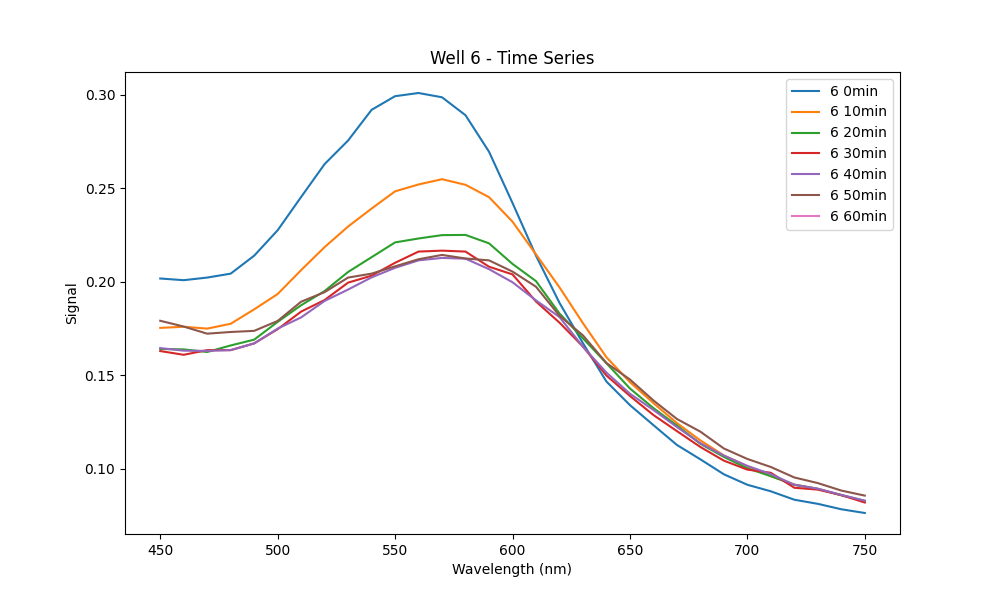 Well 6 - Time Series
Signal
0.30
0.25
0.20
0.15
0.10
6 0min
6 10min
6 20min
6 30min
6 40min
6 50min
6 60min
450 500 550 600 650 700 750
Wavelength (nm)